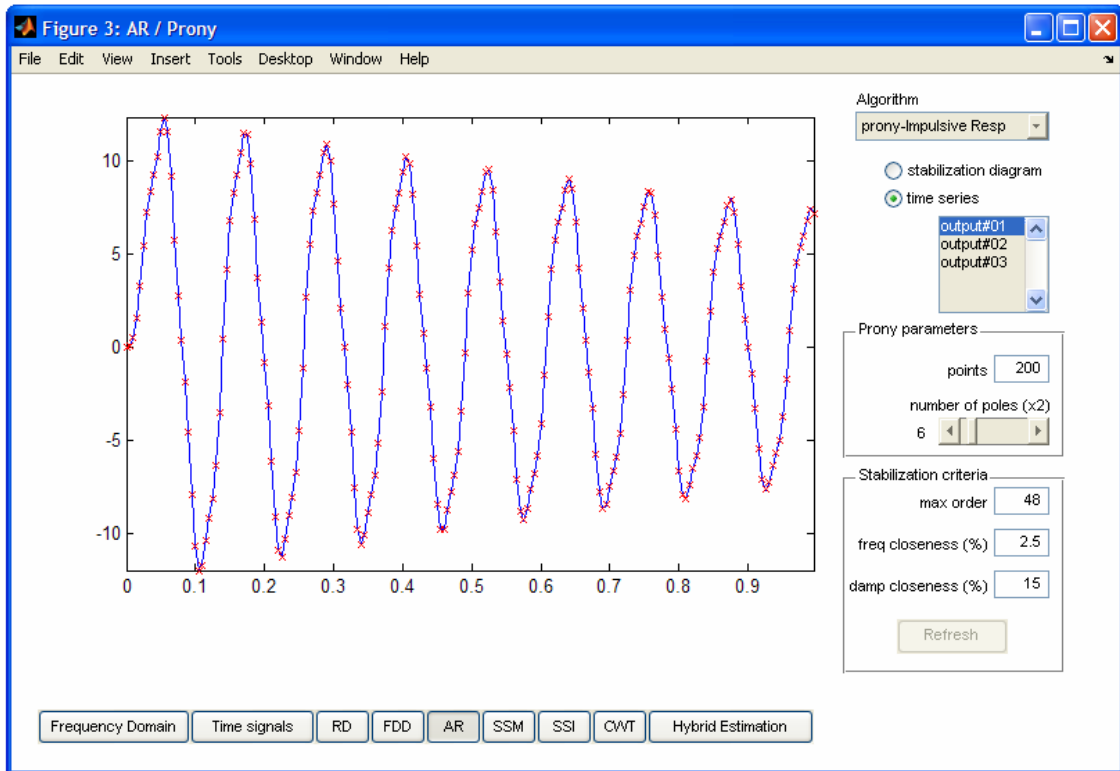 Figure 3: AR / Prony
File Edit View Insert Tools Desktop Window Help
10
5
0
-5
-10
0 0.1 0.2 0.3 0.4 0.5 0.6 0.7 0.8 0.9
Algorithm
prony-Impulsive Resp
stabilization diagram
time series
output#01
output#02
output#03
Prony parameters
points 200
number of poles (x2)
6
Stabilization criteria
max order 48
freq closeness (%) 2.5
damp closeness (%) 15
Refresh
Frequency Domain Time signals RD FDD AR SSM SSI CWT Hybrid Estimation